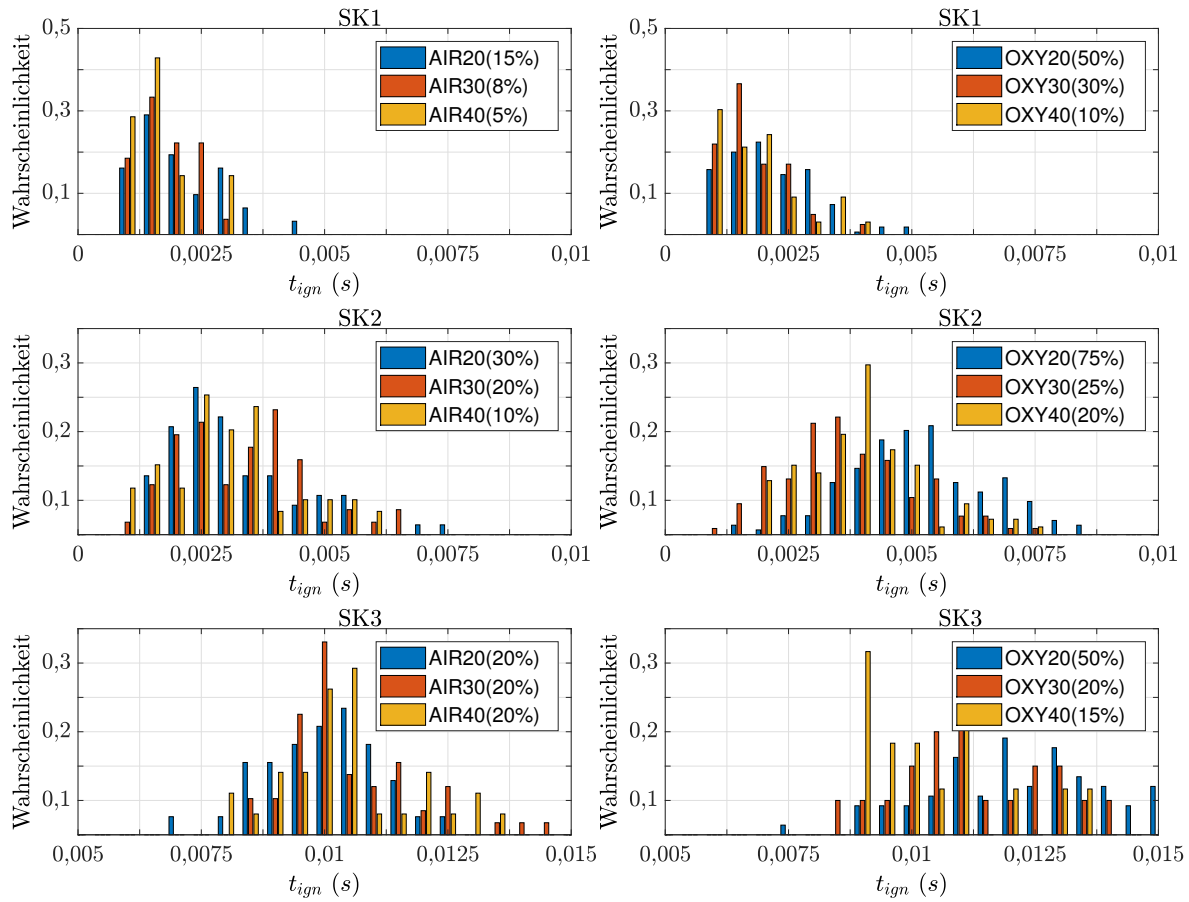 SK1
Wahrscheinlichkeit
0,5
0,3
0,1
AIR20(15%)
AIR30(8%)
AIR40(5%)
0 0,0025 0,005 0,0075 0,01
t_ign (s)
SK1
Wahrscheinlichkeit
0,5
0,3
0,1
OXY20(50%)
OXY30(30%)
OXY40(10%)
0 0,0025 0,005 0,0075 0,01
t_ign (s)
SK2
Wahrscheinlichkeit
0,3
0,2
0,1
AIR20(30%)
AIR30(20%)
AIR40(10%)
0 0,0025 0,005 0,0075 0,01
t_ign (s)
SK2
Wahrscheinlichkeit
0,3
0,2
0,1
OXY20(75%)
OXY30(25%)
OXY40(20%)
0 0,0025 0,005 0,0075 0,01
t_ign (s)
SK3
Wahrscheinlichkeit
0,3
0,2
0,1
AIR20(20%)
AIR30(20%)
AIR40(20%)
0,005 0,0075 0,01 0,0125 0,015
t_ign (s)
SK3
Wahrscheinlichkeit
0,3
0,2
0,1
OXY20(50%)
OXY30(20%)
OXY40(15%)
0,005 0,0075 0,01 0,0125 0,015
t_ign (s)